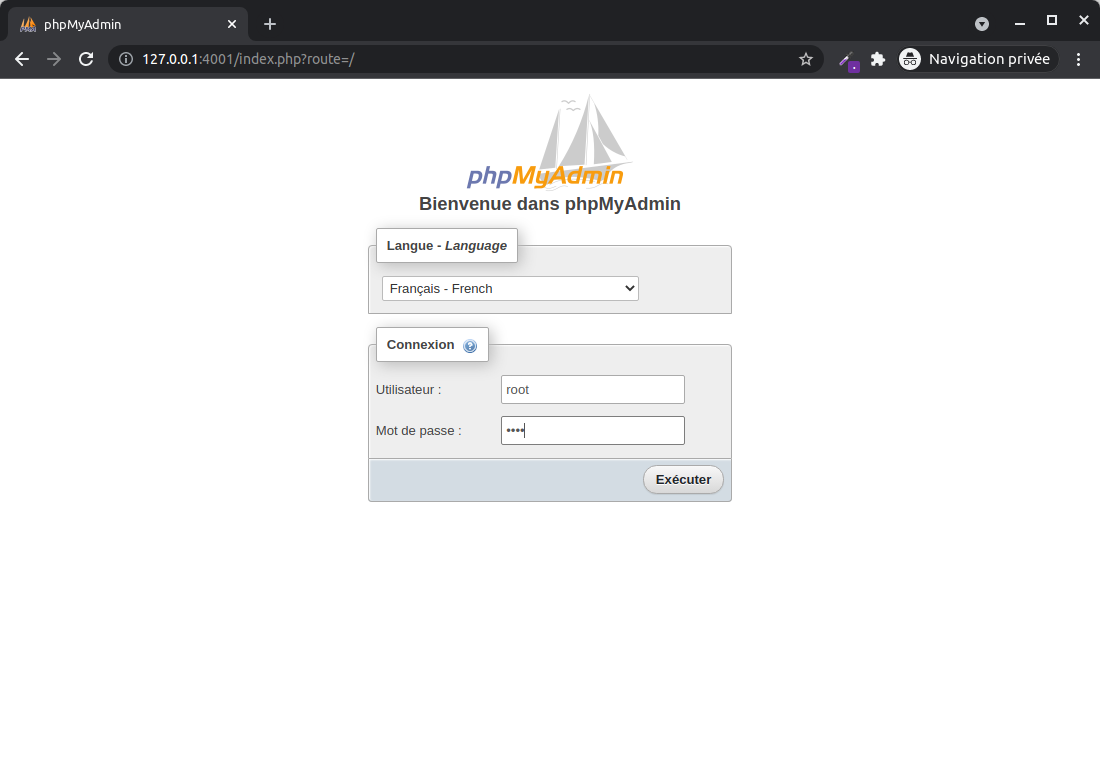 phpMyAdmin
127.0.0.1:4001/index.php?route=/
Navigation privée
phpMyAdmin
Bienvenue dans phpMyAdmin
Langue - Language
Français - French
Connexion
Utilisateur :
root
Mot de passe :
••••
Exécuter